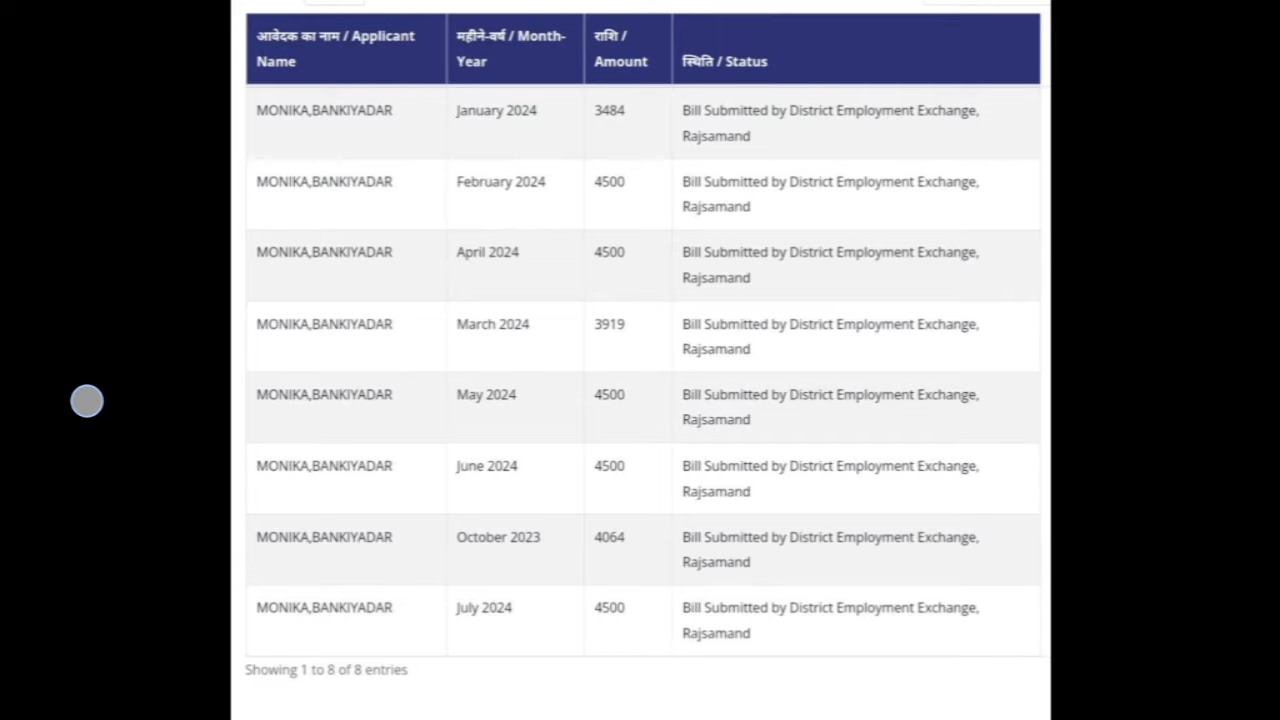 आवेदक का नाम / Applicant Name
महीने-वर्ष / Month-Year
राशि / Amount
स्थिति / Status
MONIKA,BANKIYADAR January 2024 3484 Bill Submitted by District Employment Exchange,
Rajsamand
MONIKA,BANKIYADAR February 2024 4500 Bill Submitted by District Employment Exchange,
Rajsamand
MONIKA,BANKIYADAR April 2024 4500 Bill Submitted by District Employment Exchange,
Rajsamand
MONIKA,BANKIYADAR March 2024 3919 Bill Submitted by District Employment Exchange,
Rajsamand
MONIKA,BANKIYADAR May 2024 4500 Bill Submitted by District Employment Exchange,
Rajsamand
MONIKA,BANKIYADAR June 2024 4500 Bill Submitted by District Employment Exchange,
Rajsamand
MONIKA,BANKIYADAR October 2023 4064 Bill Submitted by District Employment Exchange,
Rajsamand
MONIKA,BANKIYADAR July 2024 4500 Bill Submitted by District Employment Exchange,
Rajsamand
Showing 1 to 8 of 8 entries